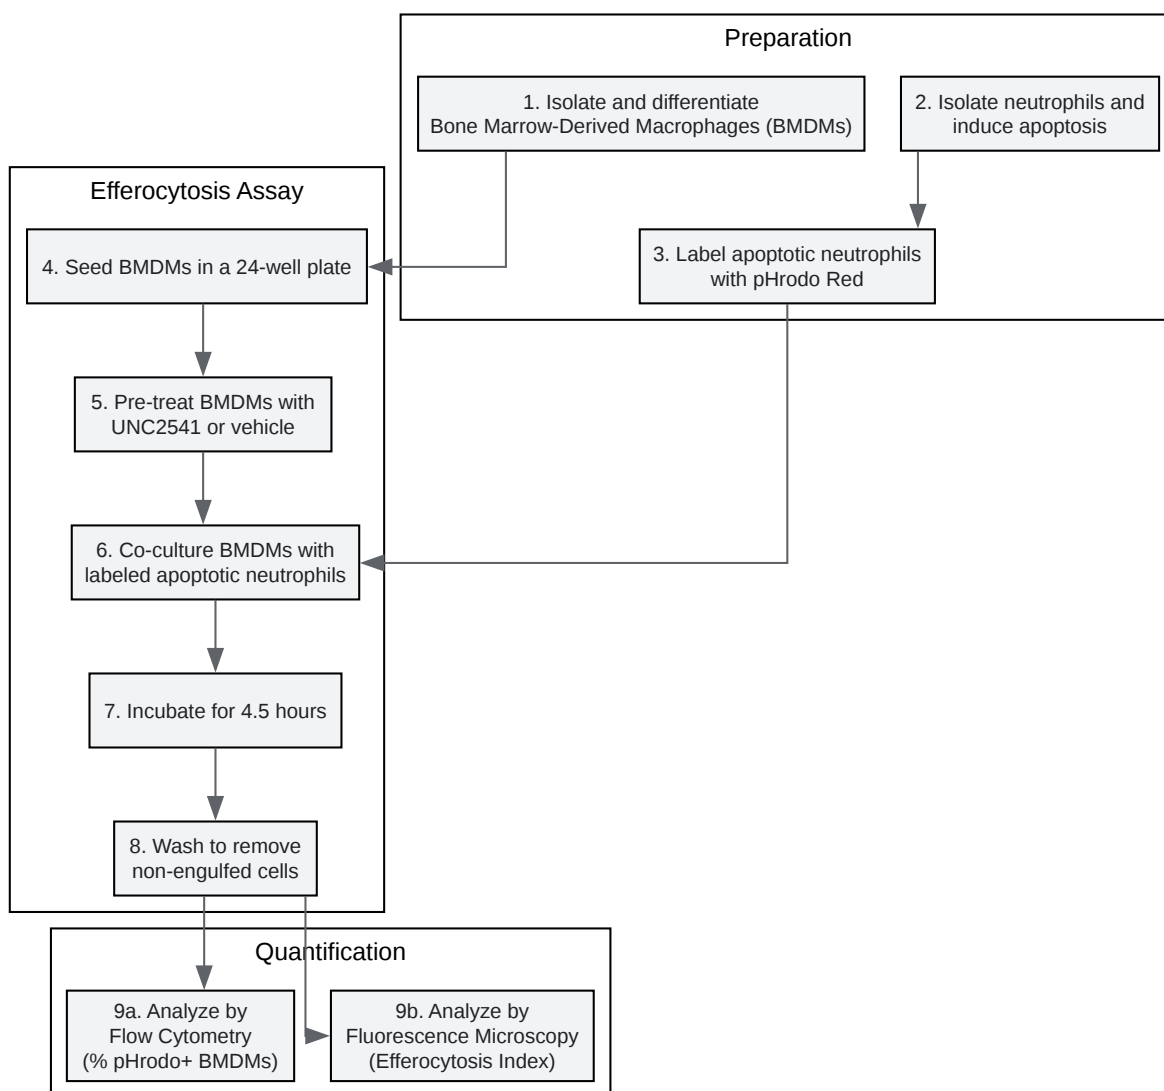 Preparation
1. Isolate and differentiate
Bone Marrow-Derived Macrophages (BMDMs)
2. Isolate neutrophils and
induce apoptosis
3. Label apoptotic neutrophils
with pHrodo Red
Efferocytosis Assay
4. Seed BMDMs in a 24-well plate
5. Pre-treat BMDMs with
UNC2541 or vehicle
6. Co-culture BMDMs with
labeled apoptotic neutrophils
7. Incubate for 4.5 hours
8. Wash to remove
non-engulfed cells
Quantification
9a. Analyze by
Flow Cytometry
(% pHrodo+ BMDMs)
9b. Analyze by
Fluorescence Microscopy
(Efferocytosis Index)